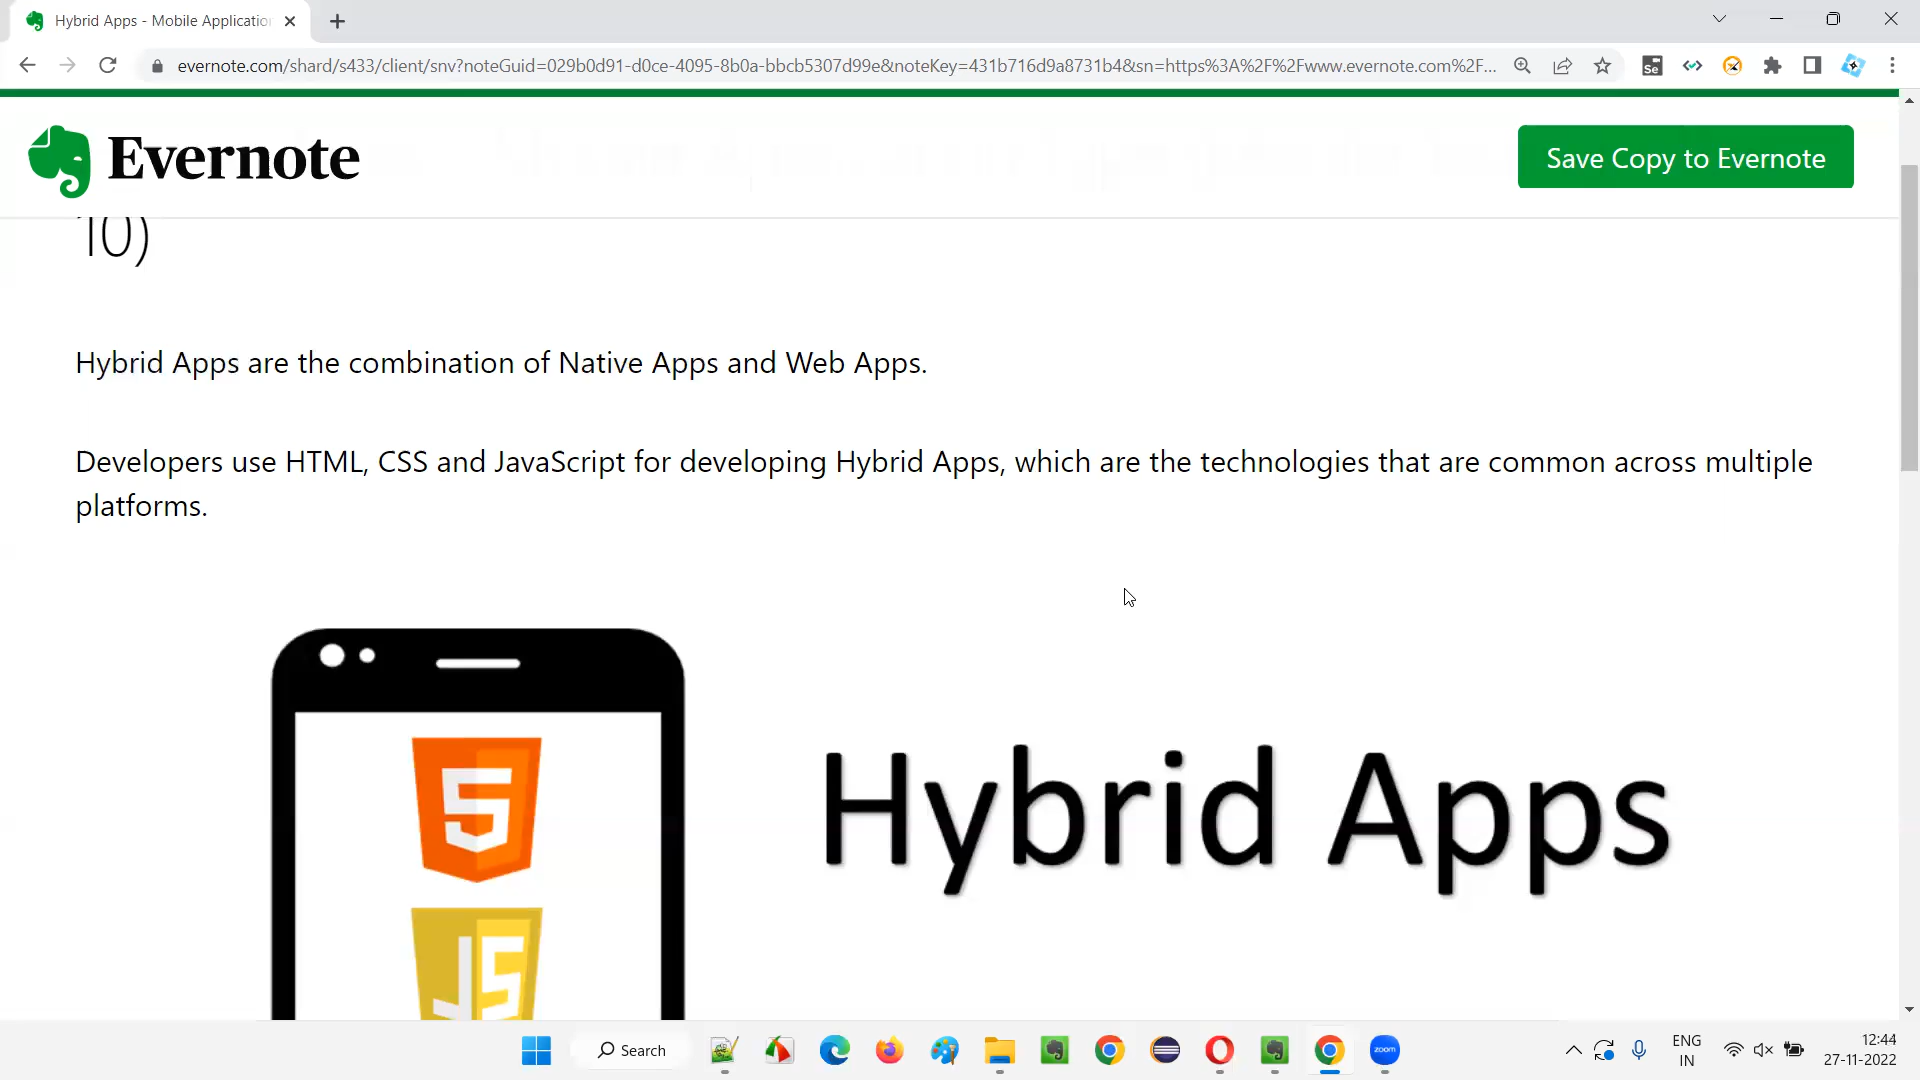 Hybrid Apps - Mobile Application
evernote.com/shard/s433/client/snv?noteGuid=029b0d91-d0ce-4095-8b0a-bbcb5307d99e&noteKey=431b716d9a8731b4&sn=https%3A%2F%2Fwww.evernote.com%2F...
Se
Evernote
Save Copy to Evernote
10)
Hybrid Apps are the combination of Native Apps and Web Apps.
Developers use HTML, CSS and JavaScript for developing Hybrid Apps, which are the technologies that are common across multiple
platforms.
5
Hybrid Apps
JS
Search
zoom
ENG
IN
12:44
27-11-2022